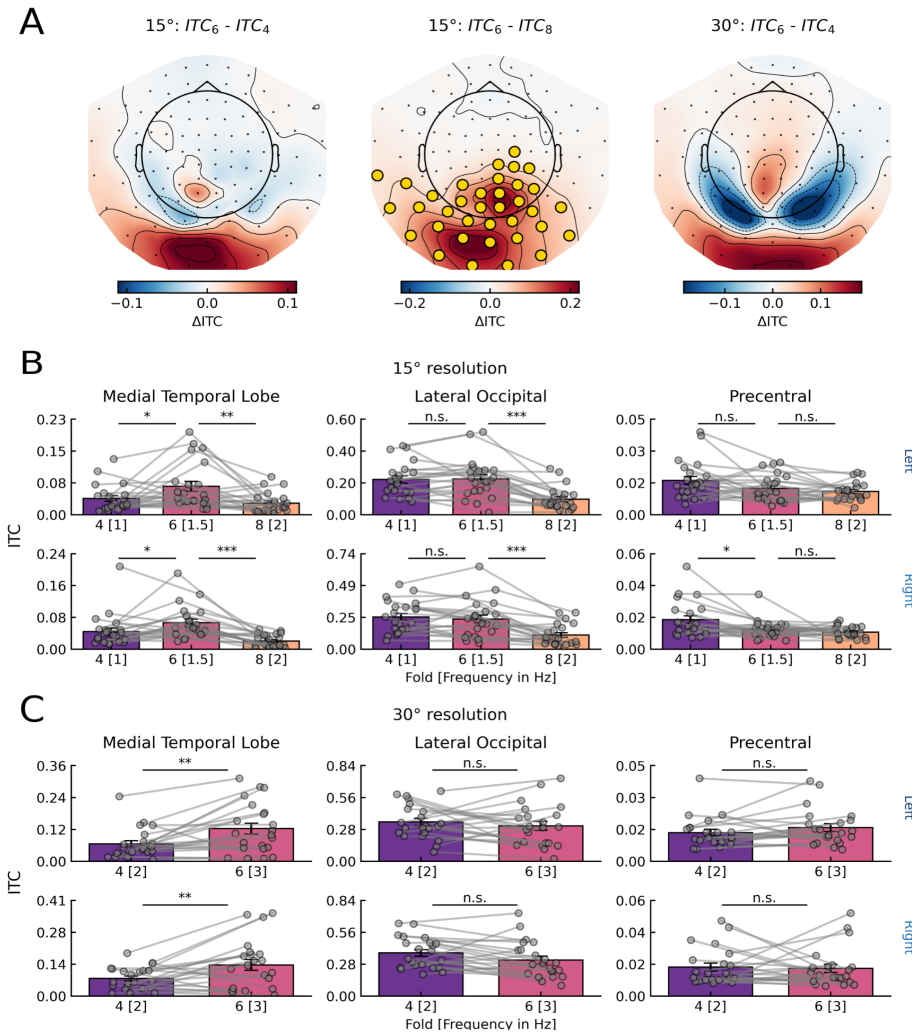 A
15°: ITC6 - ITC4 15°: ITC6 - ITC8 30°: ITC6 - ITC4
−0.1 0.0 0.1 −0.2 0.0 0.2 −0.1 0.0 0.1
ΔITC ΔITC ΔITC
B
15° resolution
Medial Temporal Lobe Lateral Occipital Precentral
0.23 0.60 0.05
* ** n.s. *** n.s. n.s.
0.15 0.40 0.03
0.08 0.20 0.02
0.00 0.00 0.00
4 [1] 6 [1.5] 8 [2] 4 [1] 6 [1.5] 8 [2] 4 [1] 6 [1.5] 8 [2]
Left
ITC
0.24 0.74 0.06
* *** n.s. *** * n.s.
0.16 0.49 0.04
0.08 0.25 0.02
0.00 0.00 0.00
4 [1] 6 [1.5] 8 [2] 4 [1] 6 [1.5] 8 [2] 4 [1] 6 [1.5] 8 [2]
Right
Fold [Frequency in Hz]
C
30° resolution
Medial Temporal Lobe Lateral Occipital Precentral
0.36 0.84 0.05
** n.s. n.s.
0.24 0.56 0.03
0.12 0.28 0.02
0.00 0.00 0.00
4 [2] 6 [3] 4 [2] 6 [3] 4 [2] 6 [3]
Left
ITC
0.41 0.84 0.06
** n.s. n.s.
0.27 0.56 0.04
0.14 0.28 0.02
0.00 0.00 0.00
4 [2] 6 [3] 4 [2] 6 [3] 4 [2] 6 [3]
Right
Fold [Frequency in Hz]